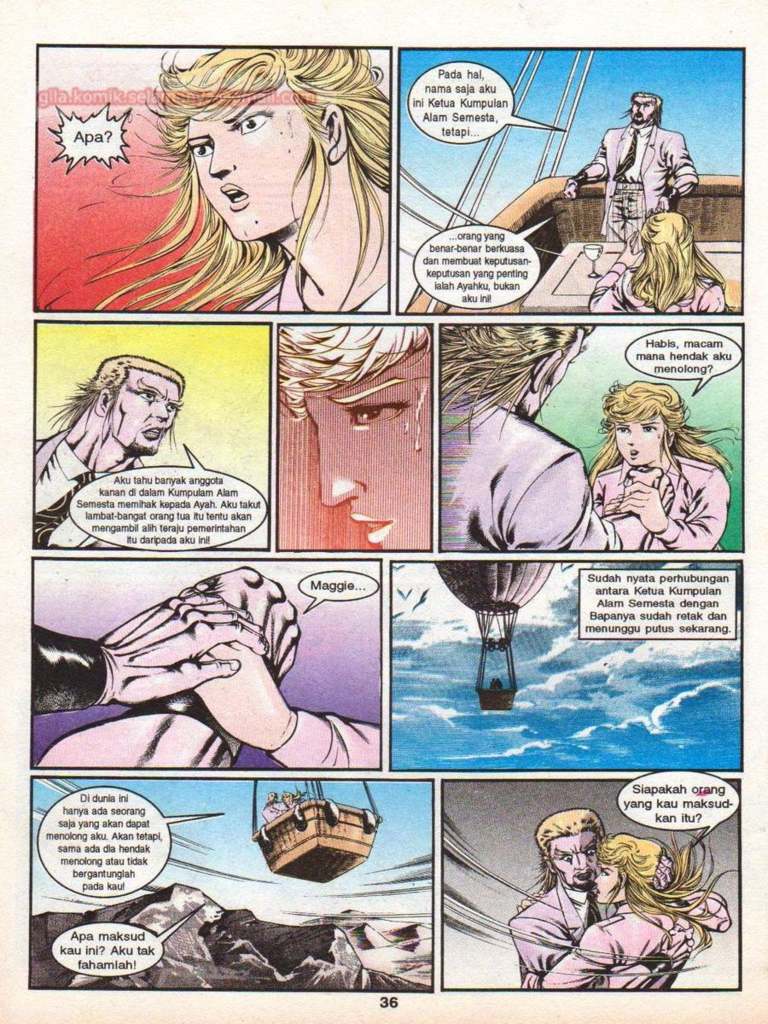 Apa?
Pada hal,
nama saja aku
ini Ketua Kumpulan
Alam Semesta,
tetapi...
...orang yang
benar-benar berkuasa
dan membuat keputusan-
keputusan yang penting
ialah Ayahku, bukan
aku ini!
Aku tahu banyak anggota
kanan di dalam Kumpulam Alam
Semesta memihak kepada Ayah. Aku takut
lambat-bangat orang tua itu tentu akan
mengambil alih teraju pemerintahan
itu daripada aku ini!
Habis, macam
mana hendak aku
menolong?
Maggie...
Sudah nyata perhubungan
antara Ketua Kumpulan
Alam Semesta dengan
Bapanya sudah retak dan
menunggu putus sekarang.
Di dunia ini
hanya ada seorang
saja yang akan dapat
menolong aku. Akan tetapi,
sama ada dia hendak
menolong atau tidak
bergantunglah
pada kau!
Apa maksud
kau ini? Aku tak
fahamlah!
Siapakah orang
yang kau maksud-
kan itu?
36